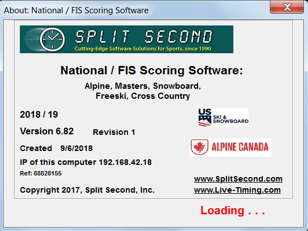 About: National / FIS Scoring Software
SPLIT SECOND
Cutting-Edge Software Solutions for Sports, since 1990
National / FIS Scoring Software:
Alpine, Masters, Snowboard,
Freeski, Cross Country
2018 / 19
US SKI &
SNOWBOARD
Version 6.82 Revision 1
Created 9/6/2018
ALPINE CANADA
IP of this computer 192.168.42.18
Ref: 88828155
www.SplitSecond.com
Copyright 2017, Split Second, Inc.
www.Live-Timing.com
Loading . . .